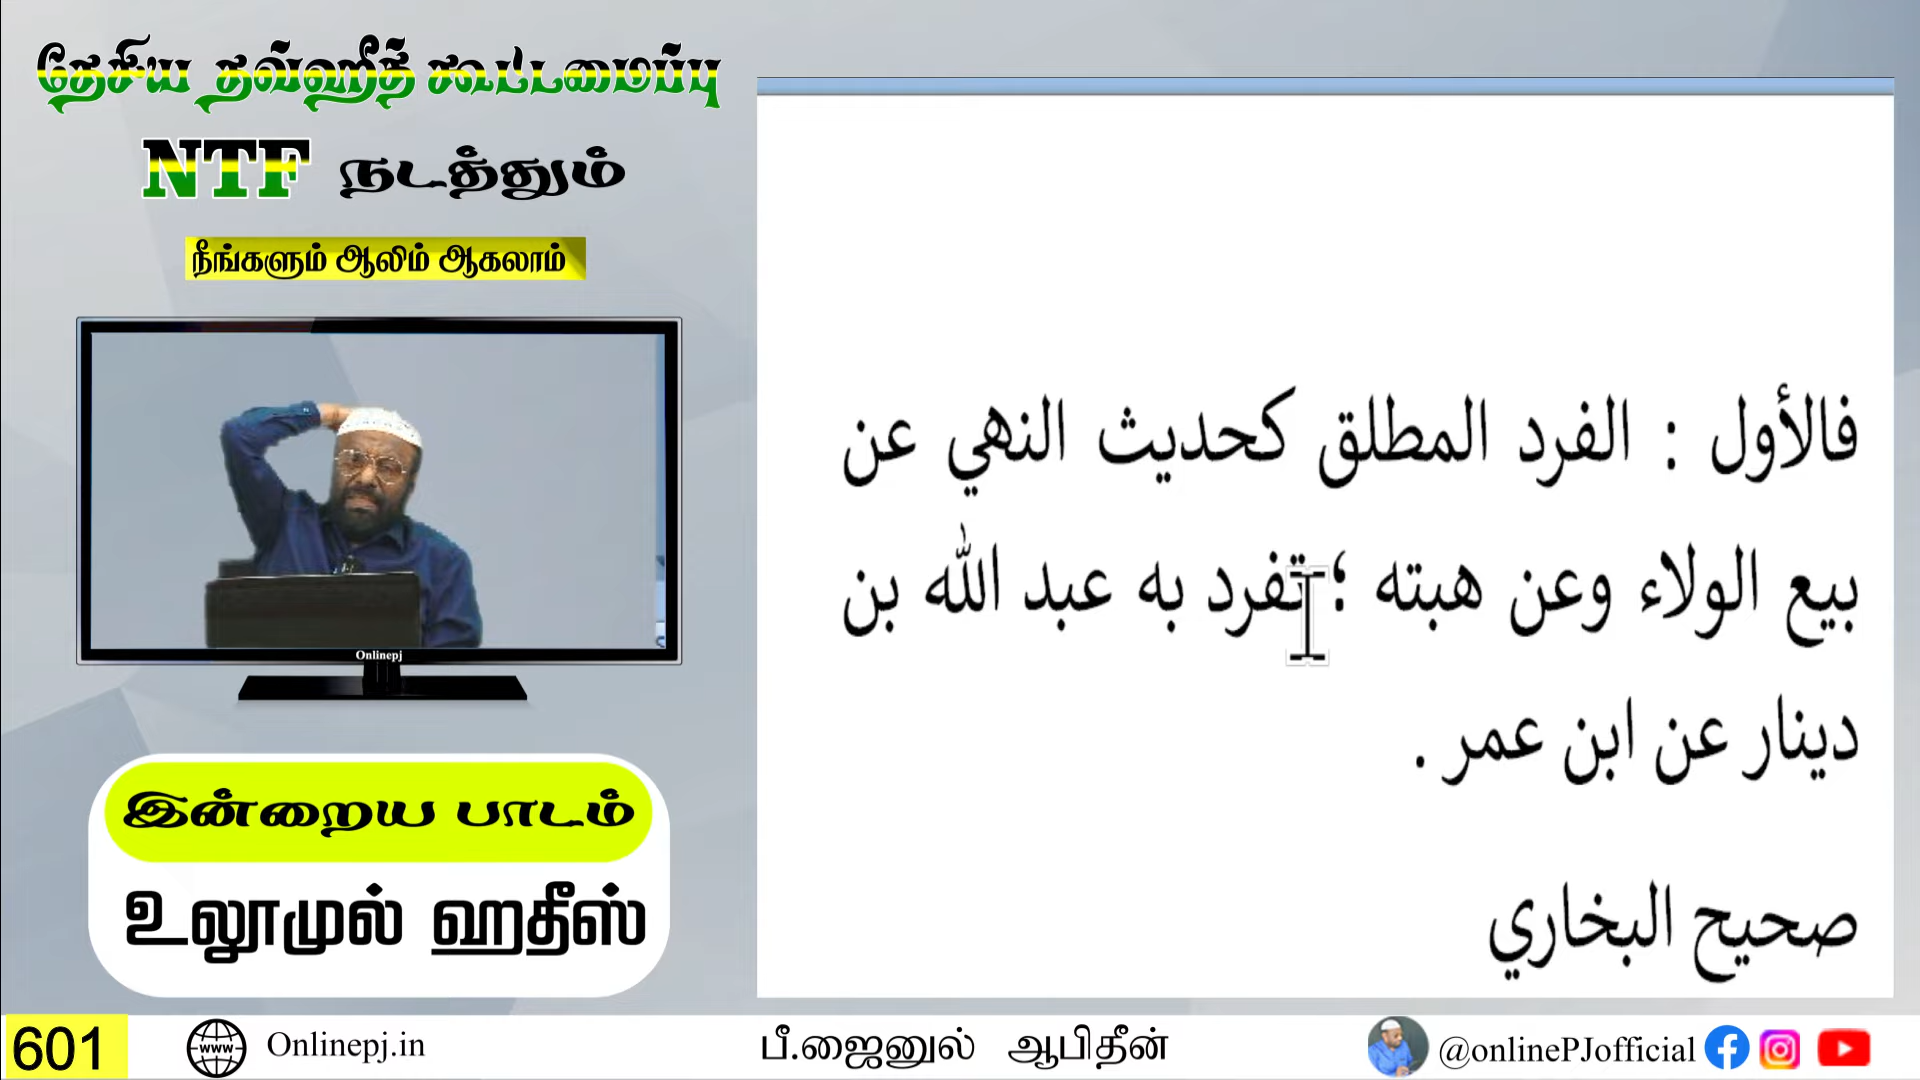 தேசிய தவ்ஹீத் கூட்டமைப்பு
NTF நடத்தும்
நீங்களும் ஆலிம் ஆகலாம்
Onlinepj
இன்றைய பாடம்
உலூமுல் ஹதீஸ்
فالأول : الفرد المطلق كحديث النهي عن
بيع الولاء وعن هبته ؛ تفرد به عبد الله بن
دينار عن ابن عمر .
صحيح البخاري
601
www
Onlinepj.in
பீ.ஜைனுல் ஆபிதீன்
@onlinePJofficial